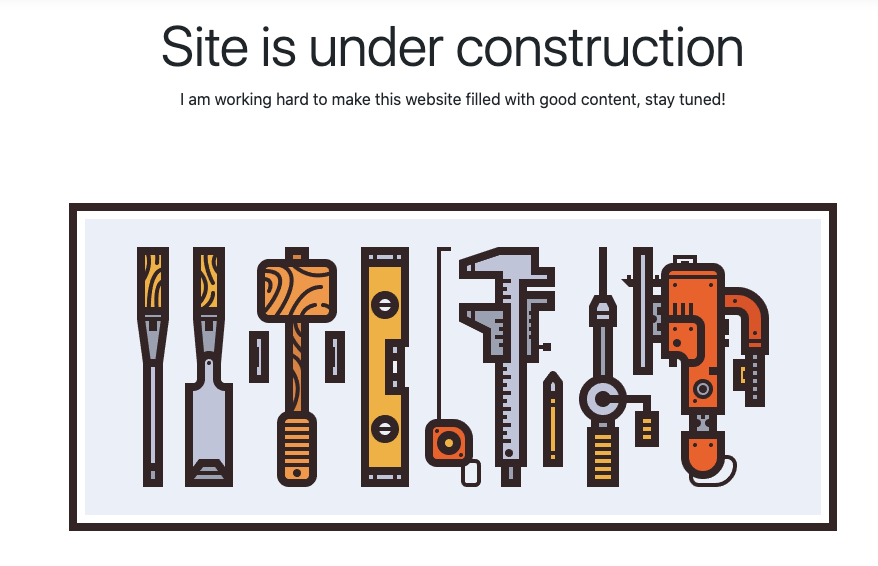 Site is under construction
I am working hard to make this website filled with good content, stay tuned!